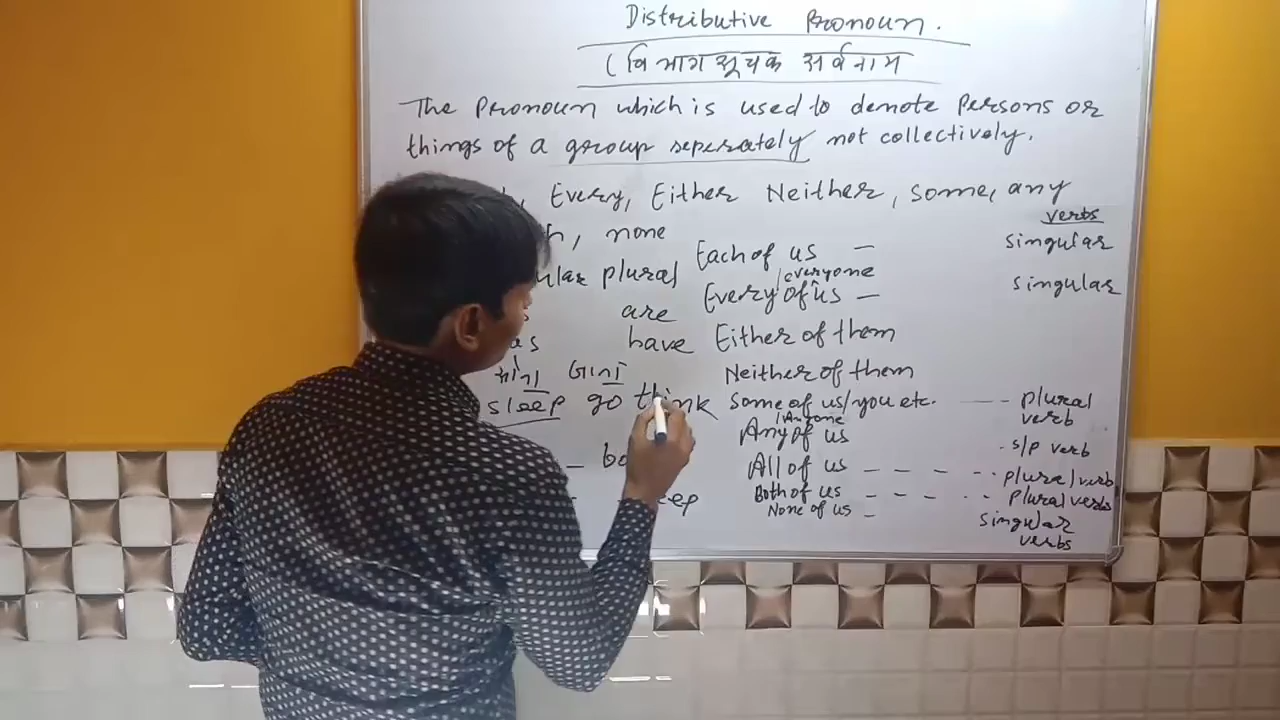 Distributive Pronoun.
(विभागसूचक सर्वनाम
The Pronoun which is used to denote Persons or
things of a group seperately not collectively.
, Every, Either Neither, some, any
none
verbs
Each of us — singular
plural
everyone
Every of us — singular
are
have Either of them
Neither of them
sleep go think Some of us/you etc. —— plural verb
/Anyone
Any of us s/p verb
All of us – – – – – plural verb
Both of us – – – – – plural verbs
None of us – singular verbs